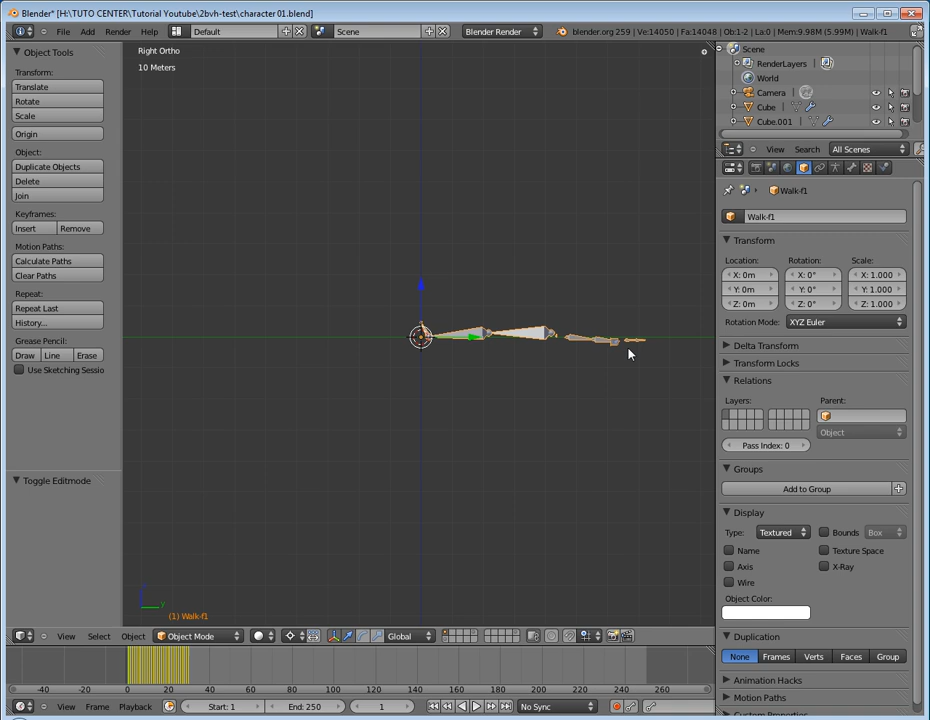 Blender* [H:\TUTO CENTER\Tutorial Youtube\2bvh-test\character 01.blend]
File Add Render Help Default Scene Blender Render blender.org 259 | Ve:14050 | Fa:14048 | Ob:1-2 | La:0 | Mem:9.98M (5.99M) | Walk-f1
Object Tools
Transform:
Translate
Rotate
Scale
Origin
Object:
Duplicate Objects
Delete
Join
Keyframes:
Insert Remove
Motion Paths:
Calculate Paths
Clear Paths
Repeat:
Repeat Last
History...
Grease Pencil:
Draw Line Erase
Use Sketching Sessio
Toggle Editmode
Right Ortho
10 Meters
y
(1) Walk-f1
View Select Object Object Mode Global
-40 -20 0 20 40 60 80 100 120 140 160 180 200 220 240 260
View Frame Playback Start: 1 End: 250 1 No Sync
Scene
RenderLayers
World
Camera
Cube
Cube.001
View Search All Scenes
Walk-f1
Walk-f1
Transform
Location: Rotation: Scale:
X: 0m X: 0° X: 1.000
Y: 0m Y: 0° Y: 1.000
Z: 0m Z: 0° Z: 1.000
Rotation Mode: XYZ Euler
Delta Transform
Transform Locks
Relations
Layers: Parent:
Object
Pass Index: 0
Groups
Add to Group
Display
Type: Textured Bounds Box
Name Texture Space
Axis X-Ray
Wire
Object Color:
Duplication
None Frames Verts Faces Group
Animation Hacks
Motion Paths
Custom Properties